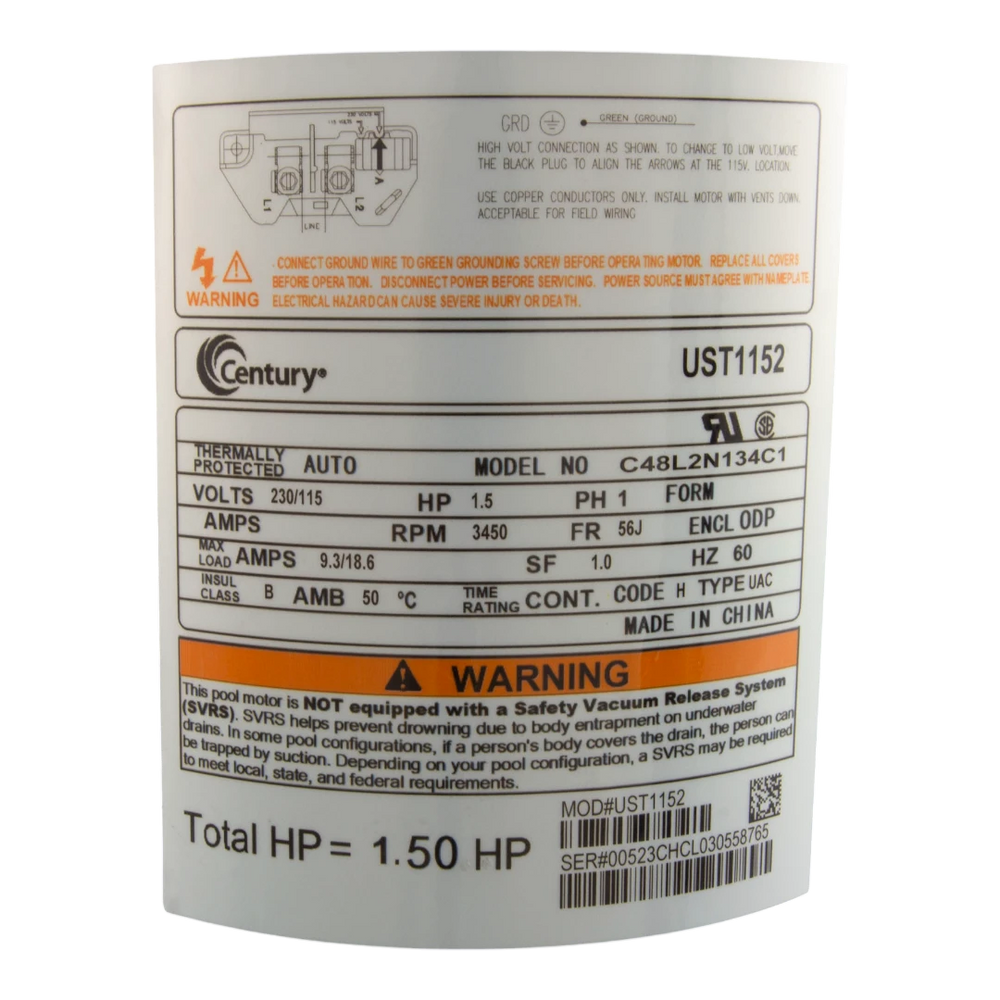 230 VOLTS
115 VOLTS
L1
L2
LINE
GRD
GREEN (GROUND)
HIGH VOLT CONNECTION AS SHOWN. TO CHANGE TO LOW VOLT,MOVE
THE BLACK PLUG TO ALIGN THE ARROWS AT THE 115V. LOCATION.
USE COPPER CONDUCTORS ONLY. INSTALL MOTOR WITH VENTS DOWN.
ACCEPTABLE FOR FIELD WIRING
WARNING
CONNECT GROUND WIRE TO GREEN GROUNDING SCREW BEFORE OPERATING MOTOR. REPLACE ALL COVERS
BEFORE OPERATION. DISCONNECT POWER BEFORE SERVICING. POWER SOURCE MUST AGREE WITH NAMEPLATE
ELECTRICAL HAZARD CAN CAUSE SEVERE INJURY OR DEATH.
Century® UST1152
THERMALLY
PROTECTED AUTO MODEL NO C48L2N134C1
VOLTS 230/115 HP 1.5 PH 1 FORM
AMPS RPM 3450 FR 56J ENCL ODP
MAX
LOAD AMPS 9.3/18.6 SF 1.0 HZ 60
INSUL
CLASS B AMB 50 °C TIME
RATING CONT. CODE H TYPE UAC
MADE IN CHINA
WARNING
This pool motor is NOT equipped with a Safety Vacuum Release System
(SVRS). SVRS helps prevent drowning due to body entrapment on underwater
drains. In some pool configurations, if a person's body covers the drain, the person can
be trapped by suction. Depending on your pool configuration, a SVRS may be required
to meet local, state, and federal requirements.
Total HP = 1.50 HP
MOD#UST1152
SER#00523CHCL030558765